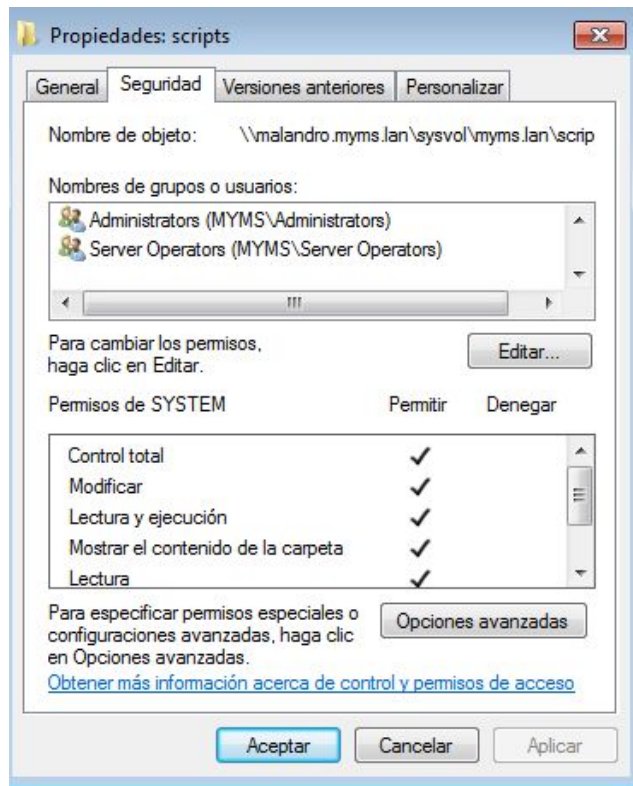 Propiedades: scripts
General Seguridad Versiones anteriores Personalizar
Nombre de objeto: \\malandro.myms.lan\sysvol\myms.lan\scrip
Nombres de grupos o usuarios:
Administrators (MYMS\Administrators)
Server Operators (MYMS\Server Operators)
Para cambiar los permisos,
haga clic en Editar.
Editar...
Permisos de SYSTEM Permitir Denegar
Control total
Modificar
Lectura y ejecución
Mostrar el contenido de la carpeta
Lectura
Para especificar permisos especiales o
configuraciones avanzadas, haga clic
en Opciones avanzadas.
Opciones avanzadas
Obtener más información acerca de control y permisos de acceso
Aceptar Cancelar Aplicar